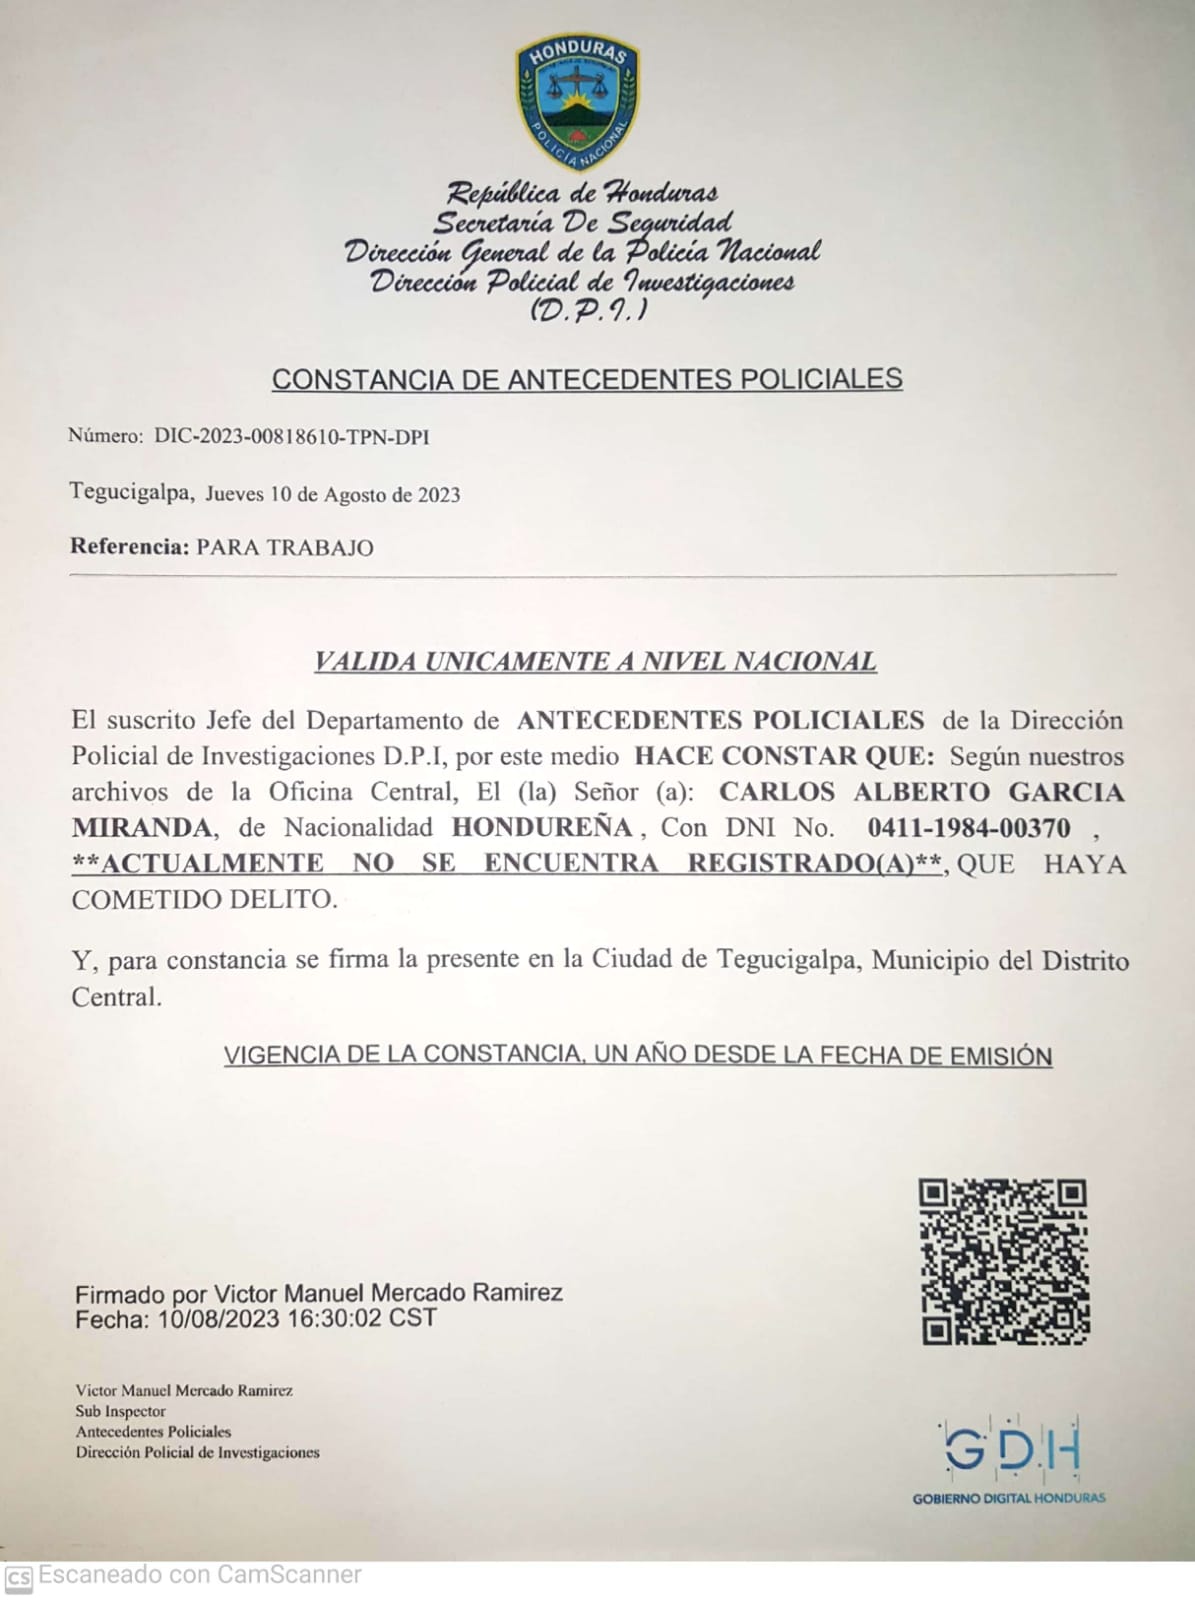 HONDURAS
POLICÍA NACIONAL
República de Honduras
Secretaría De Seguridad
Dirección General de la Policía Nacional
Dirección Policial de Investigaciones
(D.P.I.)
CONSTANCIA DE ANTECEDENTES POLICIALES
Número: DIC-2023-00818610-TPN-DPI
Tegucigalpa, Jueves 10 de Agosto de 2023
Referencia: PARA TRABAJO
VALIDA UNICAMENTE A NIVEL NACIONAL
El suscrito Jefe del Departamento de ANTECEDENTES POLICIALES de la Dirección
Policial de Investigaciones D.P.I, por este medio HACE CONSTAR QUE: Según nuestros
archivos de la Oficina Central, El (la) Señor (a): CARLOS ALBERTO GARCIA
MIRANDA, de Nacionalidad HONDUREÑA , Con DNI No. 0411-1984-00370 ,
**ACTUALMENTE NO SE ENCUENTRA REGISTRADO(A)**, QUE HAYA
COMETIDO DELITO.
Y, para constancia se firma la presente en la Ciudad de Tegucigalpa, Municipio del Distrito
Central.
VIGENCIA DE LA CONSTANCIA, UN AÑO DESDE LA FECHA DE EMISIÓN
Firmado por Victor Manuel Mercado Ramirez
Fecha: 10/08/2023 16:30:02 CST
Victor Manuel Mercado Ramirez
Sub Inspector
Antecedentes Policiales
Dirección Policial de Investigaciones
GDH
GOBIERNO DIGITAL HONDURAS
CS Escaneado con CamScanner